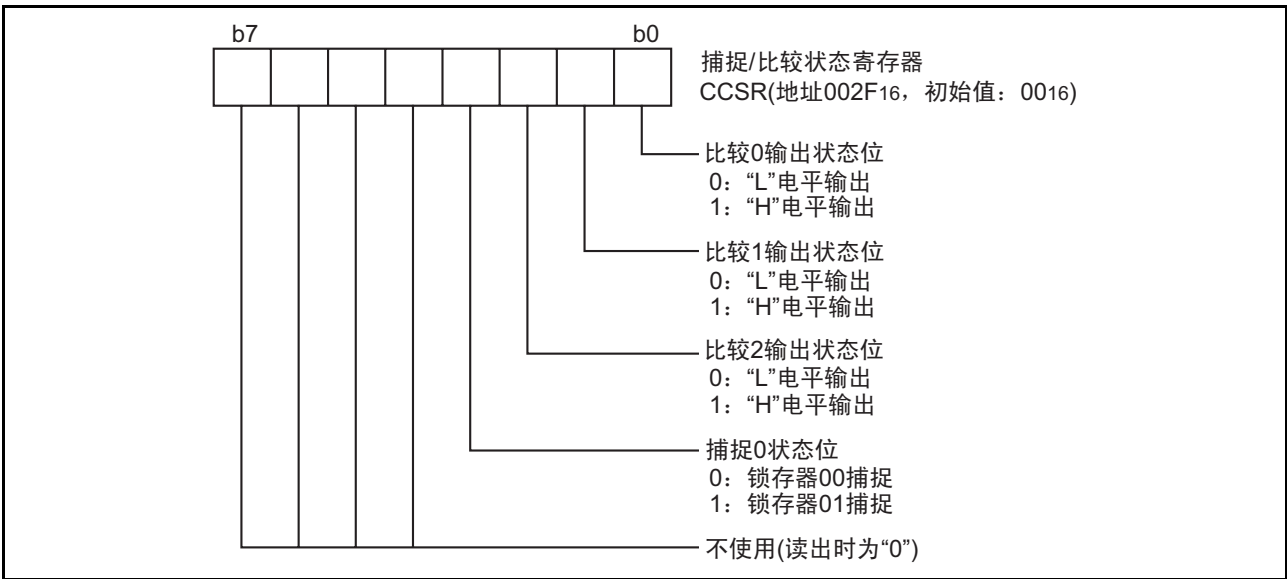 b7 b0
捕捉/比较状态寄存器
CCSR(地址002F16，初始值：0016)
比较0输出状态位
0：“L”电平输出
1：“H”电平输出
比较1输出状态位
0：“L”电平输出
1：“H”电平输出
比较2输出状态位
0：“L”电平输出
1：“H”电平输出
捕捉0状态位
0：锁存器00捕捉
1：锁存器01捕捉
不使用(读出时为“0”)